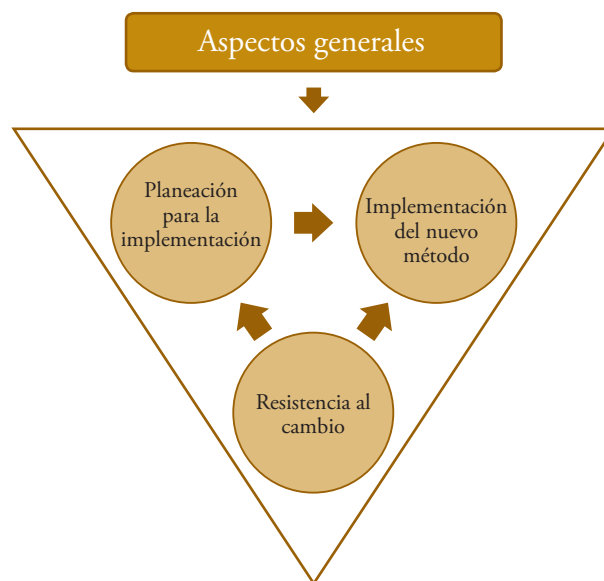 Aspectos generales
Planeación
para la
implementación
Implementación
del nuevo
método
Resistencia al
cambio